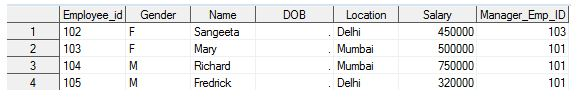 Employee_id Gender Name DOB Location Salary Manager_Emp_ID
1 102 F Sangeeta . Delhi 450000 103
2 103 F Mary . Mumbai 500000 101
3 104 M Richard . Mumbai 750000 101
4 105 M Fredrick . Delhi 320000 101